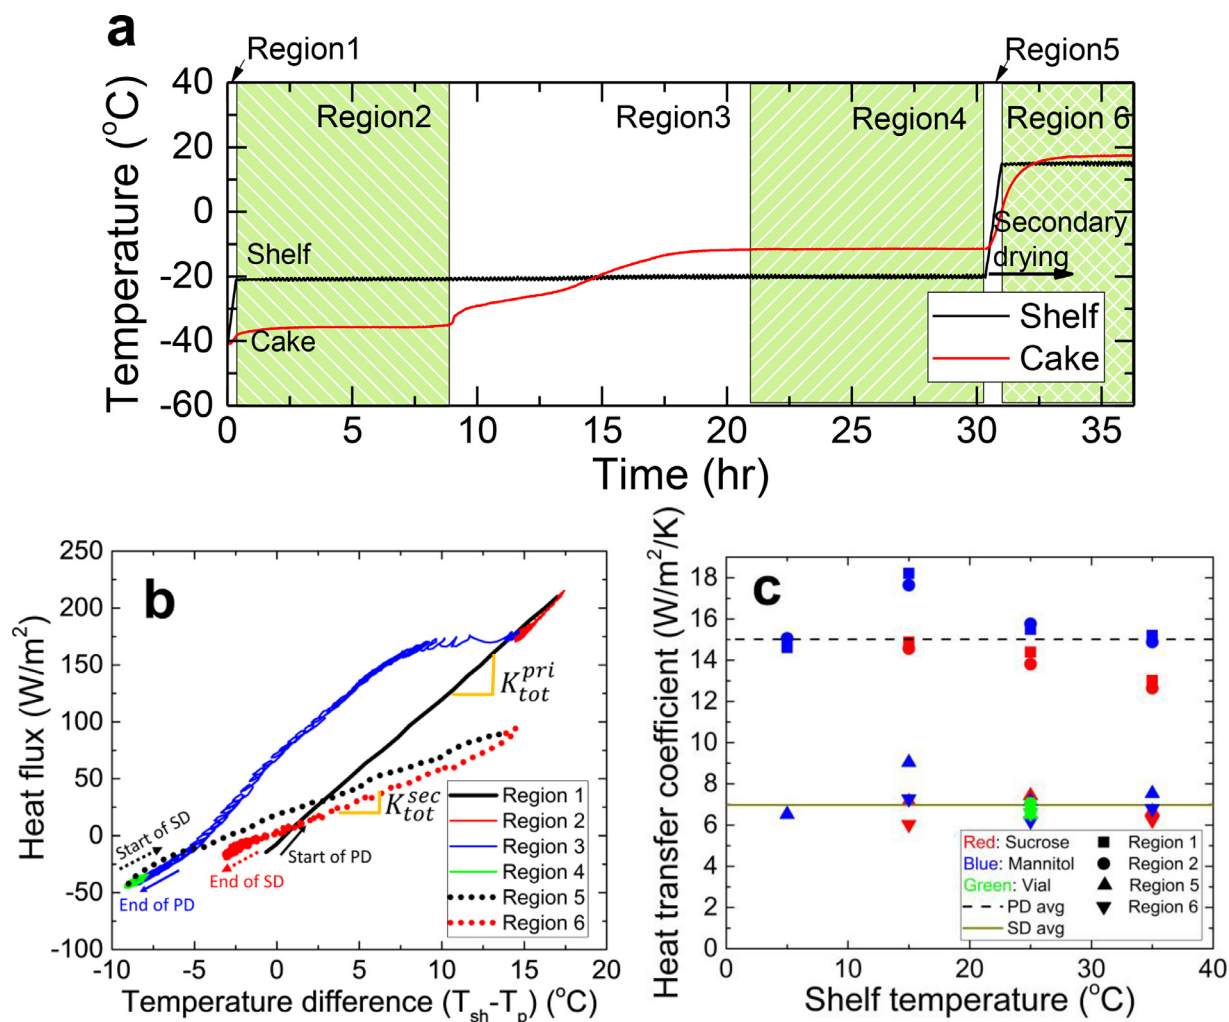 a
Region1
Region5
Region2
Region3
Region4
Region 6
Temperature (°C)
40
20
0
-20
-40
-60
Shelf
Cake
Secondary
drying
Shelf
Cake
0
5
10
15
20
25
30
35
Time (hr)
b
Heat flux (W/m²)
250
200
150
100
50
0
-50
-100
K_tot^pri
K_tot^sec
Start of SD
Start of PD
End of SD
End of PD
Region 1
Region 2
Region 3
Region 4
Region 5
Region 6
-10
-5
0
5
10
15
20
Temperature difference (Tsh-Tp) (°C)
c
Heat transfer coefficient (W/m²/K)
18
16
14
12
10
8
6
4
2
0
Red: Sucrose
Blue: Mannitol
Green: Vial
PD avg
SD avg
Region 1
Region 2
Region 5
Region 6
0
10
20
30
40
Shelf temperature (°C)